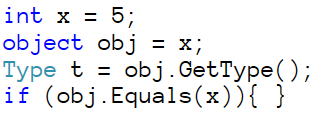 int x = 5;
object obj = x;
Type t = obj.GetType();
if (obj.Equals(x)){ }